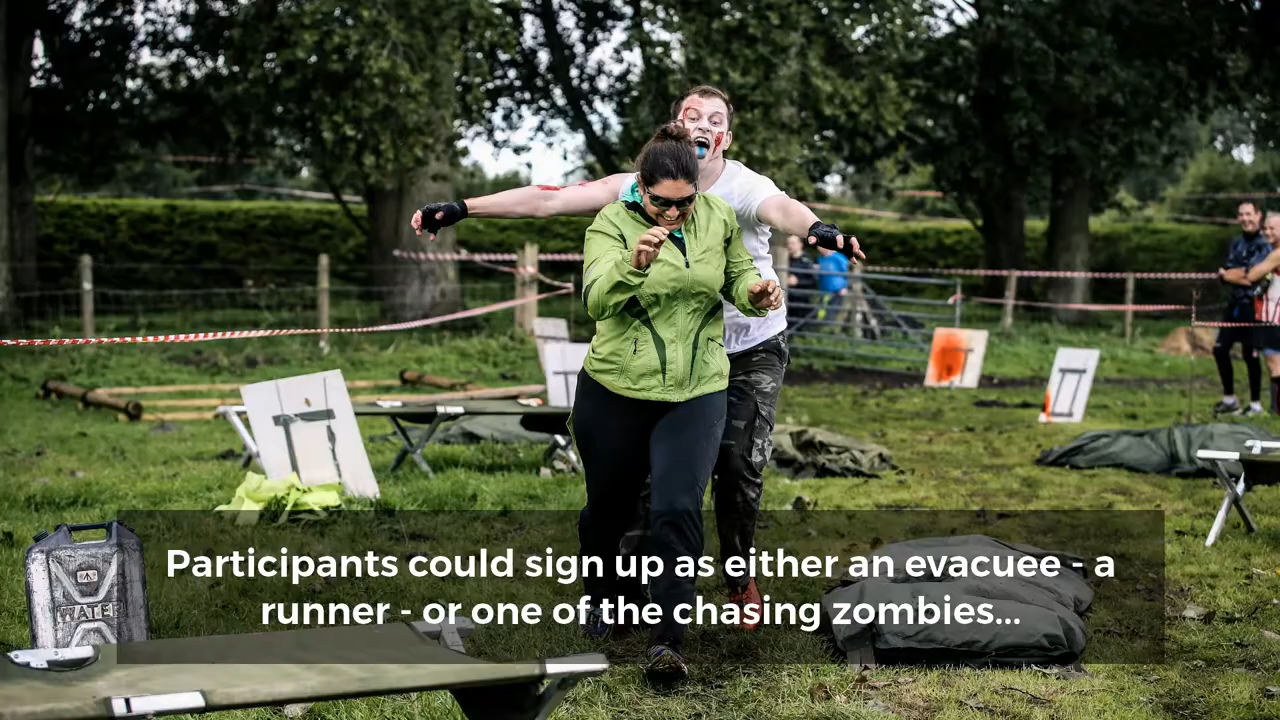 WATER
Participants could sign up as either an evacuee - a
runner - or one of the chasing zombies...